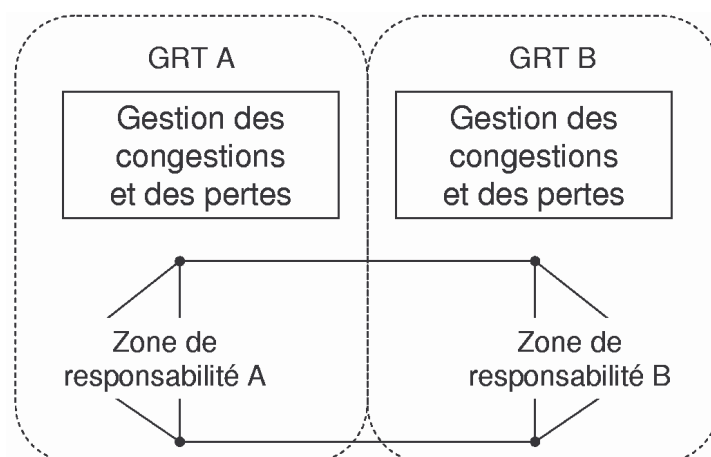 GRT A
Gestion des
congestions
et des pertes
GRT B
Gestion des
congestions
et des pertes
Zone de
responsabilité A
Zone de
responsabilité B